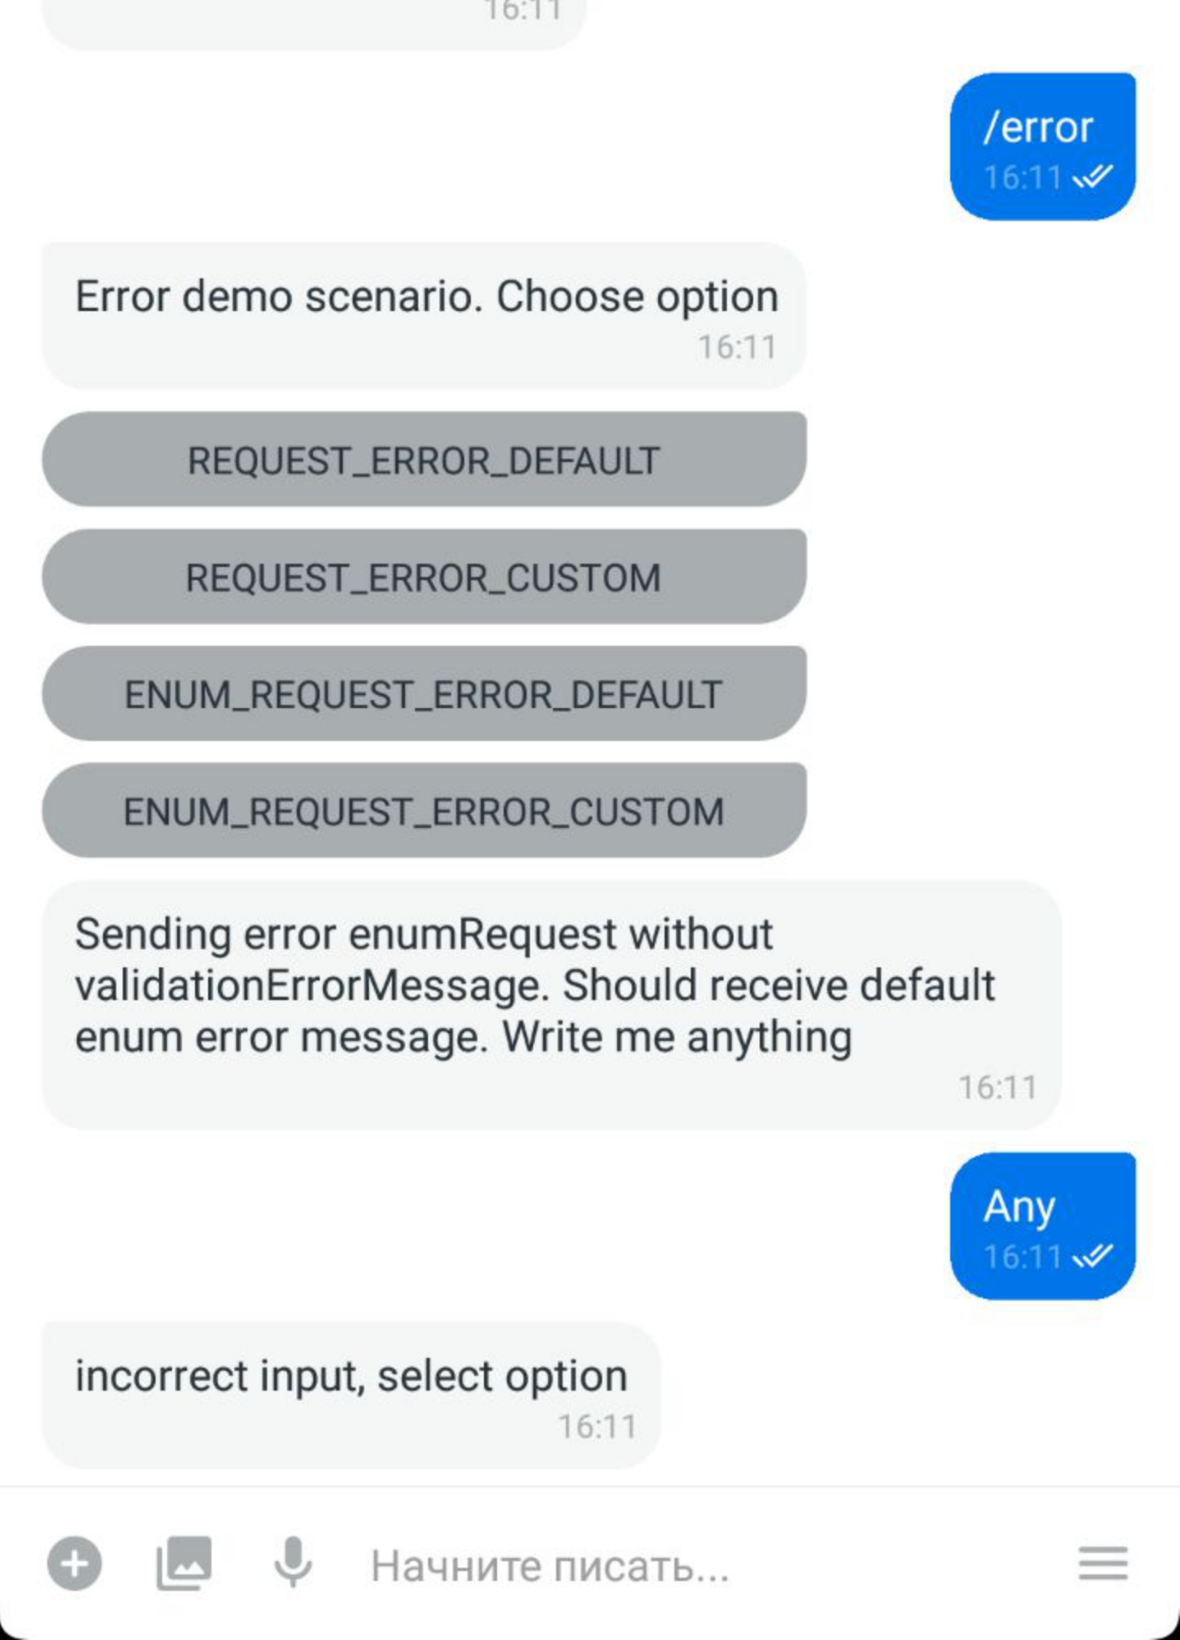 16:11
/error
16:11
Error demo scenario. Choose option
16:11
REQUEST_ERROR_DEFAULT
REQUEST_ERROR_CUSTOM
ENUM_REQUEST_ERROR_DEFAULT
ENUM_REQUEST_ERROR_CUSTOM
Sending error enumRequest without
validationErrorMessage. Should receive default
enum error message. Write me anything
16:11
Any
16:11
incorrect input, select option
16:11
Начните писать...